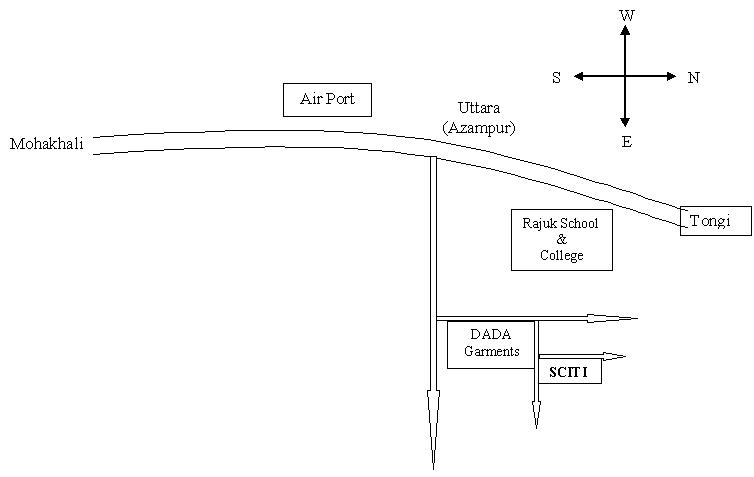 W
S
N
E
Air Port
Uttara
(Azampur)
Mohakhali
Rajuk School
&
College
Tongi
DADA
Garments
SCITI